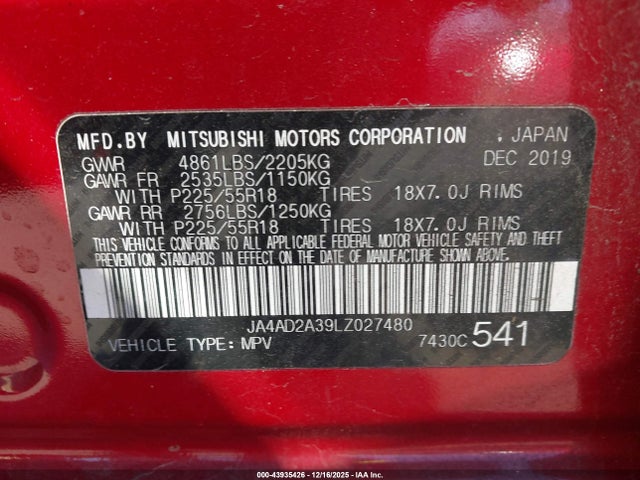 MFD.BY MITSUBISHI MOTORS CORPORATION , JAPAN
GVWR 4861LBS/2205KG DEC 2019
GAWR FR 2535LBS/1150KG
WITH P225/55R18 TIRES 18X7.0J RIMS
GAWR RR 2756LBS/1250KG
WITH P225/55R18 TIRES 18X7.0J RIMS
THIS VEHICLE CONFORMS TO ALL APPLICABLE FEDERAL MOTOR VEHICLE SAFETY AND THEFT
PREVENTION STANDARDS IN EFFECT ON THE DATE OF MANUFACTURE SHOWN ABOVE.
JA4AD2A39LZ027480
VEHICLE TYPE: MPV 7430C 541
000-43935426 - 12/16/2025 - IAA Inc.